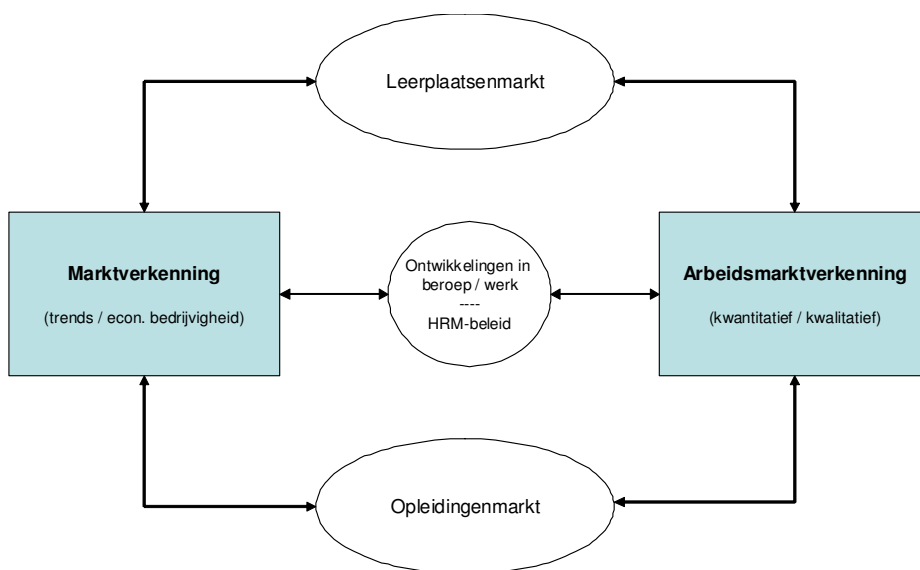 Leerplaatsenmarkt
Marktverkenning
(trends / econ. bedrijvigheid)
Ontwikkelingen in
beroep / werk
----
HRM-beleid
Arbeidsmarktverkenning
(kwantitatief / kwalitatief)
Opleidingenmarkt